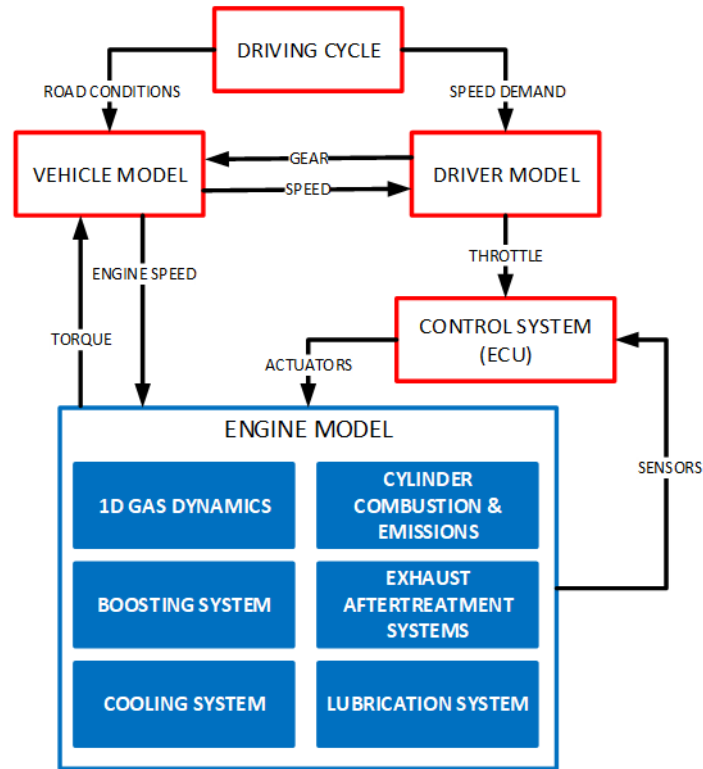 DRIVING CYCLE
ROAD CONDITIONS
SPEED DEMAND
VEHICLE MODEL
GEAR
SPEED
DRIVER MODEL
ENGINE SPEED
THROTTLE
TORQUE
CONTROL SYSTEM
(ECU)
ACTUATORS
SENSORS
ENGINE MODEL
1D GAS DYNAMICS
CYLINDER
COMBUSTION &
EMISSIONS
BOOSTING SYSTEM
EXHAUST
AFTERTREATMENT
SYSTEMS
COOLING SYSTEM
LUBRICATION SYSTEM